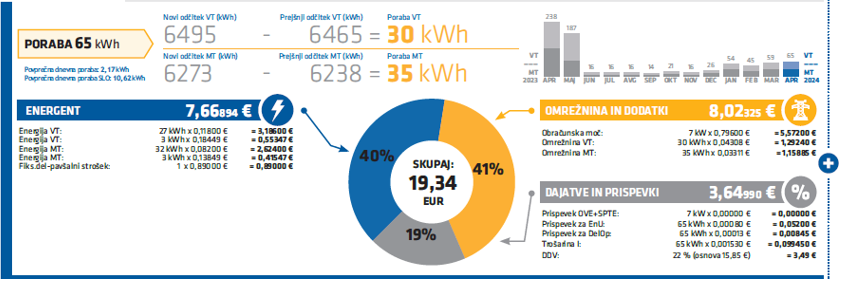 Novi odčitek VT (kWh) Prejšnji odčitek VT (kWh) Poraba VT
6495 - 6465 = 30 kWh
PORABA 65 kWh
Novi odčitek MT (kWh) Prejšnji odčitek MT (kWh) Poraba MT
6273 - 6238 = 35 kWh
Povprečna dnevna poraba: 2,17kWh
Povprečna dnevna poraba SLO: 10,62kWh
238 187 16 16 16 14 21 16 26 54 45 59 65 VT
MT
APR MAJ JUN JUL AVG SEP OKT NOV DEC JAN FEB MAR APR
2023 2024
ENERGENT 7,66894 €
Energija VT: 27 kWh x 0,11800 € = 3,18600 €
Energija VT: 3 kWh x 0,18449 € = 0,55347 €
Energija MT: 32 kWh x 0,08200 € = 2,62400 €
Energija MT: 3 kWh x 0,13849 € = 0,41547 €
Fiks.del-pavšalni strošek: 1 x 0,89000 € = 0,89000 €
40%
41%
19%
SKUPAJ:
19,34
EUR
OMREŽNINA IN DODATKI 8,02325 €
Obračunska moč: 7 kW x 0,79600 € = 5,57200 €
Omrežnina VT: 30 kWh x 0,04308 € = 1,29240 €
Omrežnina MT: 35 kWh x 0,03311 € = 1,15885 €
DAJATVE IN PRISPEVKI 3,64990 € %
Prispevek OVE+SPTE: 7 kW x 0,00000 € = 0,00000 €
Prispevek za EnU: 65 kWh x 0,00080 € = 0,05200 €
Prispevek za DelOp: 65 kWh x 0,00013 € = 0,00845 €
Trošarina I: 65 kWh x 0,001530 € = 0,099450 €
DDV: 22 % (osnova 15,85 €) = 3,49 €